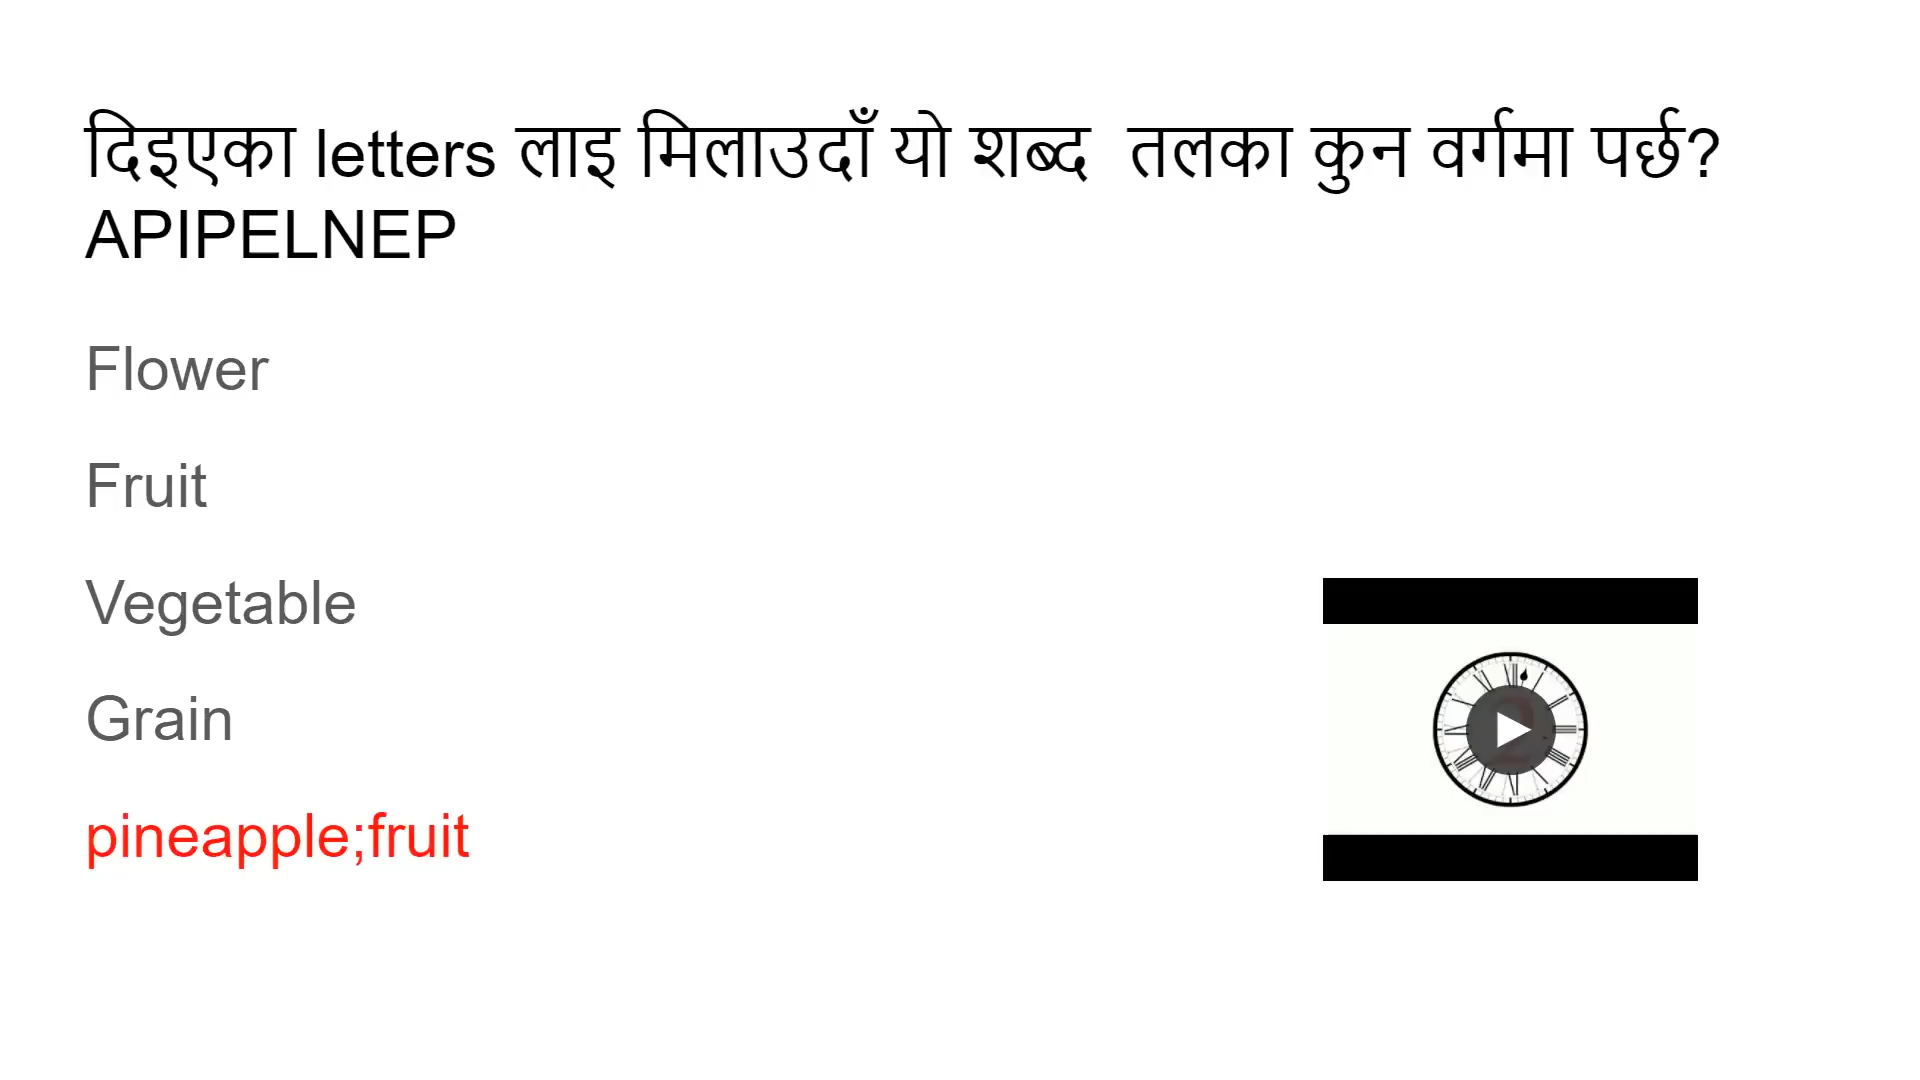 दिइएका letters लाइ मिलाउदाँ यो शब्द तलका कुन वर्गमा पर्छ?
APIPELNEP
Flower
Fruit
Vegetable
Grain
pineapple;fruit